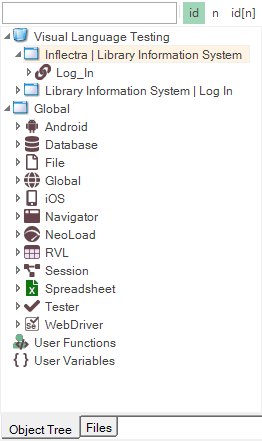 id n id[n]
Visual Language Testing
Inflectra | Library Information System
Log_In
Library Information System | Log In
Global
Android
Database
File
Global
iOS
Navigator
NeoLoad
RVL
Session
Spreadsheet
Tester
WebDriver
User Functions
User Variables
Object Tree Files